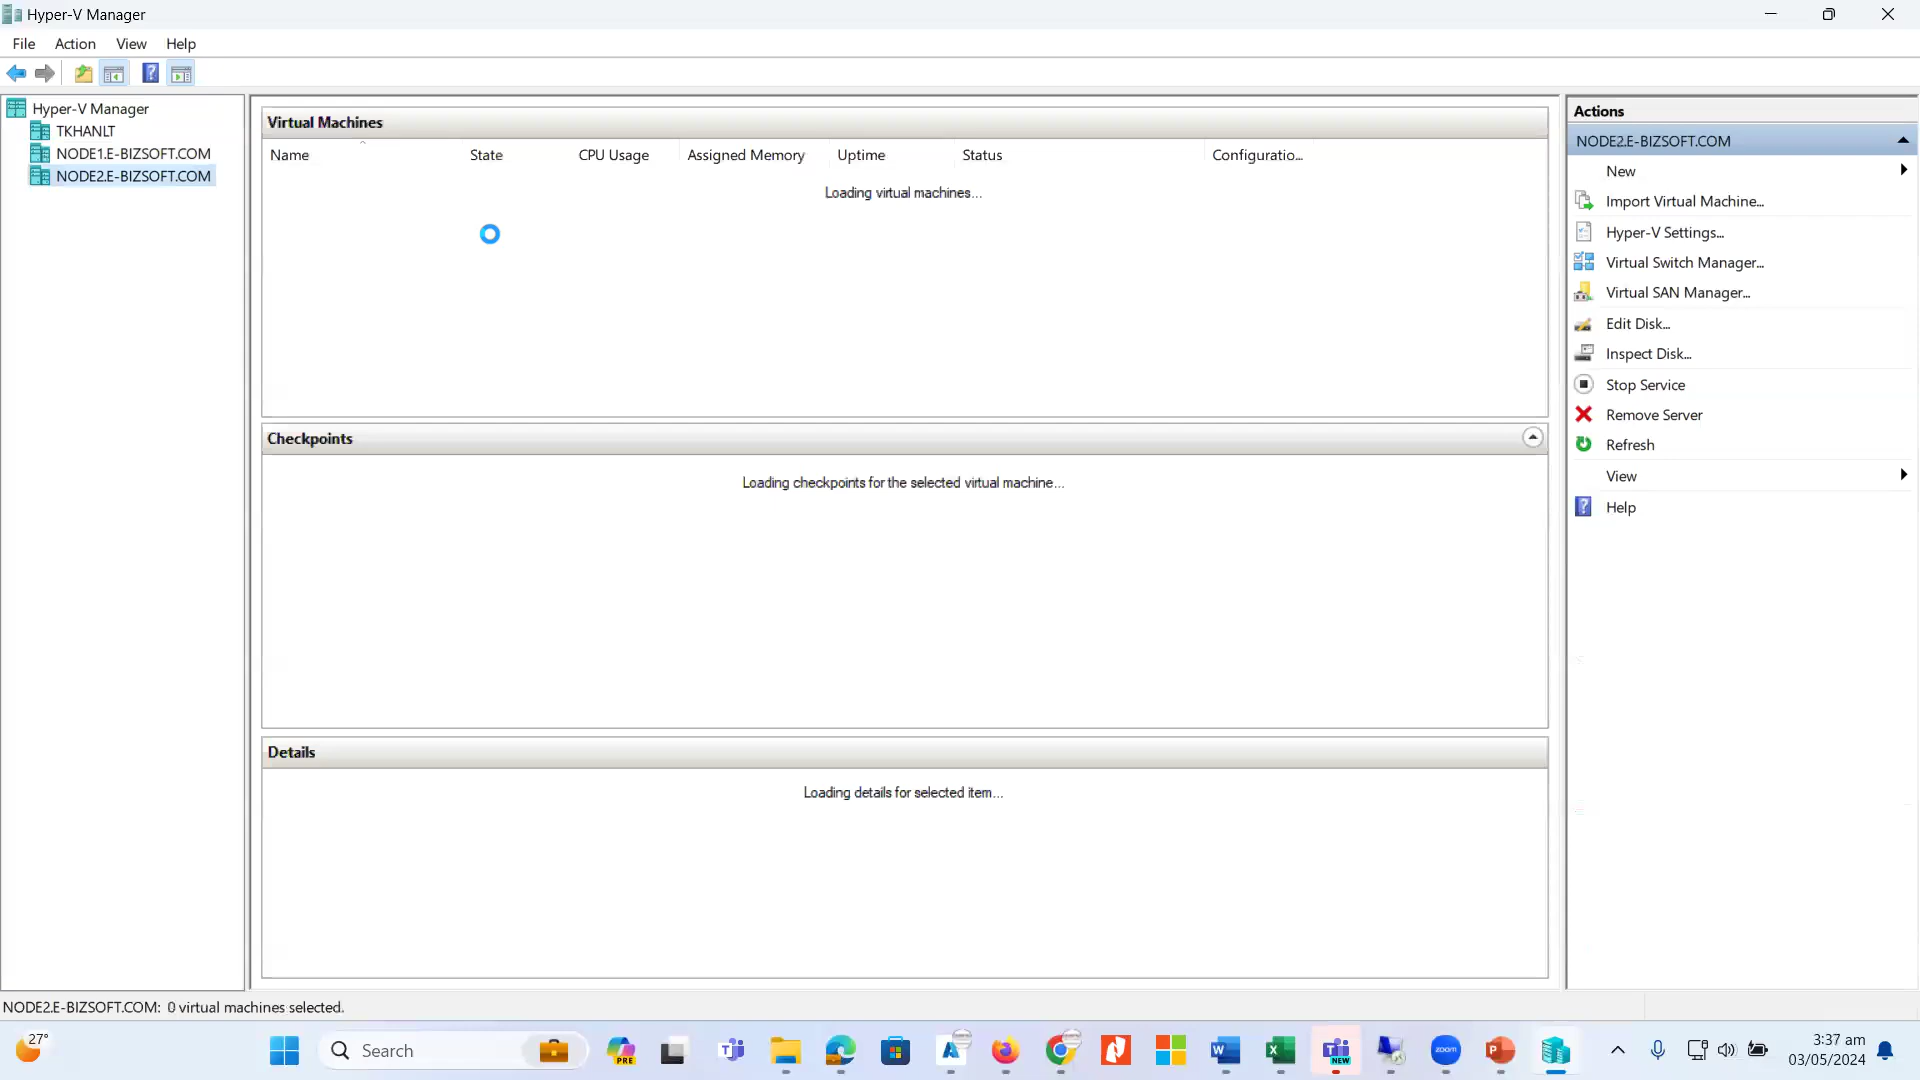 Hyper-V Manager
File Action View Help
Hyper-V Manager
TKHANLT
NODE1.E-BIZSOFT.COM
NODE2.E-BIZSOFT.COM
Virtual Machines
Name State CPU Usage Assigned Memory Uptime Status Configuratio...
Loading virtual machines...
Checkpoints
Loading checkpoints for the selected virtual machine...
Details
Loading details for selected item...
Actions
NODE2.E-BIZSOFT.COM
New
Import Virtual Machine...
Hyper-V Settings...
Virtual Switch Manager...
Virtual SAN Manager...
Edit Disk...
Inspect Disk...
Stop Service
Remove Server
Refresh
View
Help
NODE2.E-BIZSOFT.COM: 0 virtual machines selected.
27°
Search
PRE
NEW
zoom
3:37 am
03/05/2024